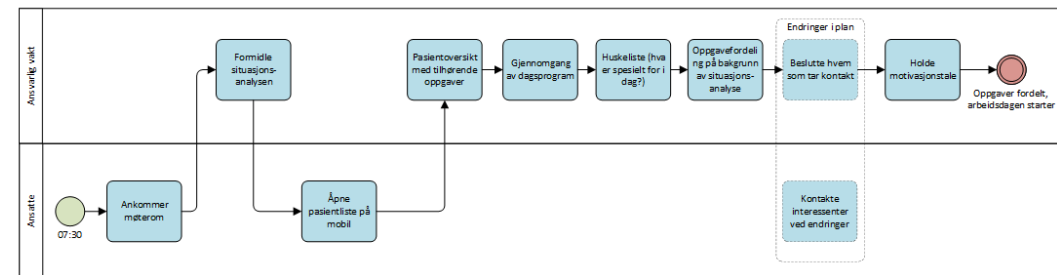 Ansvarlig vakt
Formidle
situasjons-
analysen
Pasientoversikt
med tilhørende
oppgaver
Gjennomgang
av dagsprogram
Huskeliste (hva
er spesielt for i
dag?)
Oppgavefordeli
ng på bakgrunn
av situasjons-
analyse
Endringer i plan
Beslutte hvem
som tar kontakt
Holde
motivasjonstale
Oppgaver fordelt,
arbeidsdagen starter
Ansatte
07:30
Ankommer
møterom
Åpne
pasientliste på
mobil
Kontakte
interessenter
ved endringer